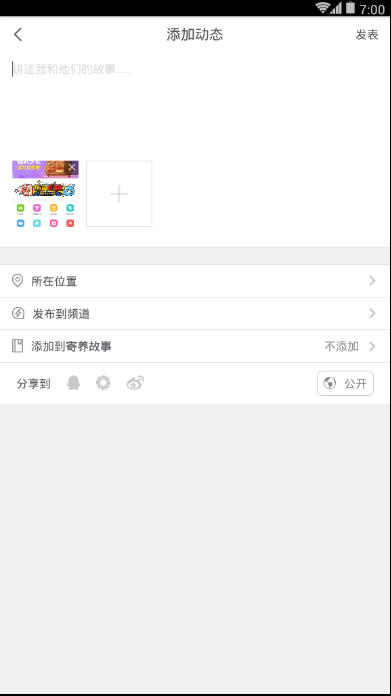 7:00
添加动态
发表
讲述我和他们的故事......
所在位置
发布到频道
添加到寄养故事
不添加
分享到
公开